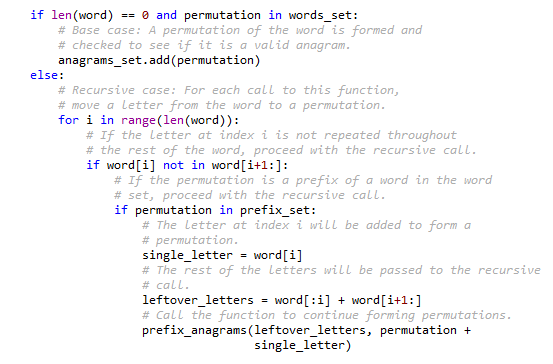 if len(word) == 0 and permutation in words_set:
# Base case: A permutation of the word is formed and
# checked to see if it is a valid anagram.
anagrams_set.add(permutation)
else:
# Recursive case: For each call to this function,
# move a letter from the word to a permutation.
for i in range(len(word)):
# If the letter at index i is not repeated throughout
# the rest of the word, proceed with the recursive call.
if word[i] not in word[i+1:]:
# If the permutation is a prefix of a word in the word
# set, proceed with the recursive call.
if permutation in prefix_set:
# The letter at index i will be added to form a
# permutation.
single_letter = word[i]
# The rest of the letters will be passed to the recursive
# call.
leftover_letters = word[:i] + word[i+1:]
# Call the function to continue forming permutations.
prefix_anagrams(leftover_letters, permutation +
single_letter)